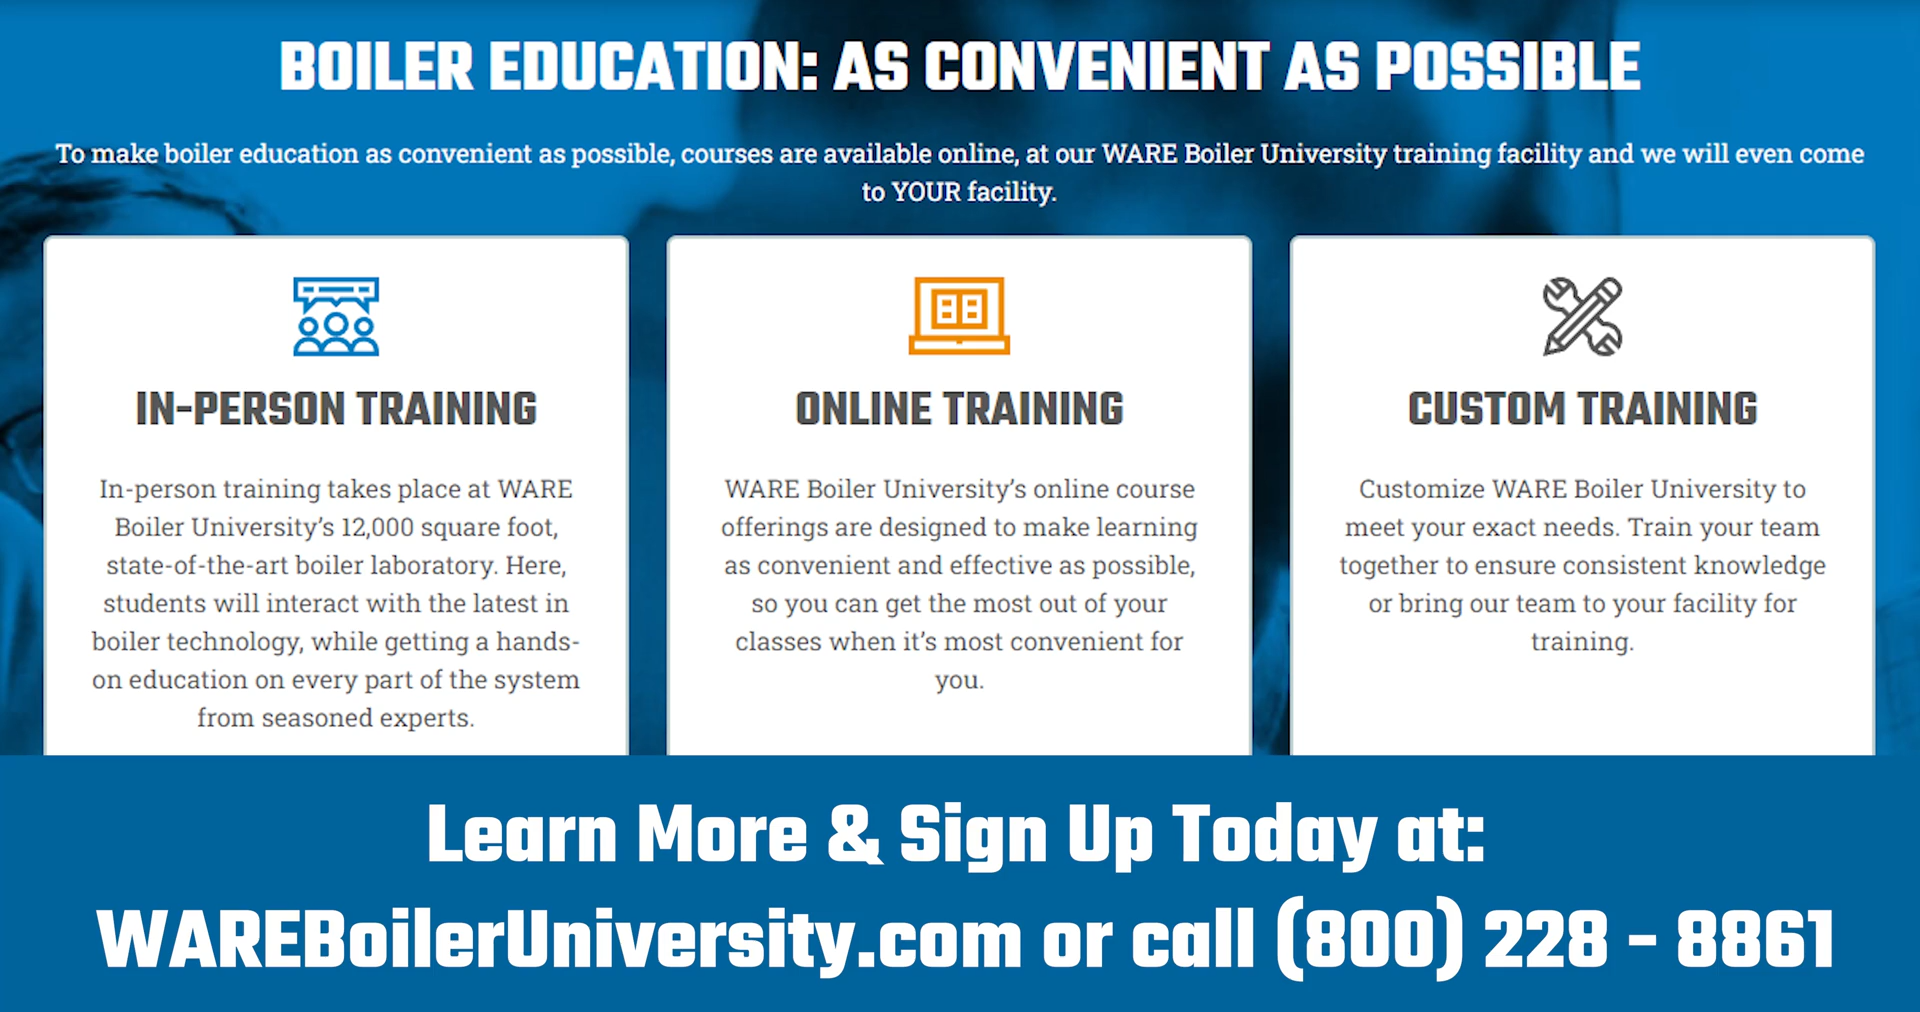 BOILER EDUCATION: AS CONVENIENT AS POSSIBLE
To make boiler education as convenient as possible, courses are available online, at our WARE Boiler University training facility and we will even come
to YOUR facility.
IN-PERSON TRAINING
In-person training takes place at WARE
Boiler University’s 12,000 square foot,
state-of-the-art boiler laboratory. Here,
students will interact with the latest in
boiler technology, while getting a hands-
on education on every part of the system
from seasoned experts.
ONLINE TRAINING
WARE Boiler University’s online course
offerings are designed to make learning
as convenient and effective as possible,
so you can get the most out of your
classes when it’s most convenient for
you.
CUSTOM TRAINING
Customize WARE Boiler University to
meet your exact needs. Train your team
together to ensure consistent knowledge
or bring our team to your facility for
training.
Learn More & Sign Up Today at:
WAREBoilerUniversity.com or call (800) 228 - 8861